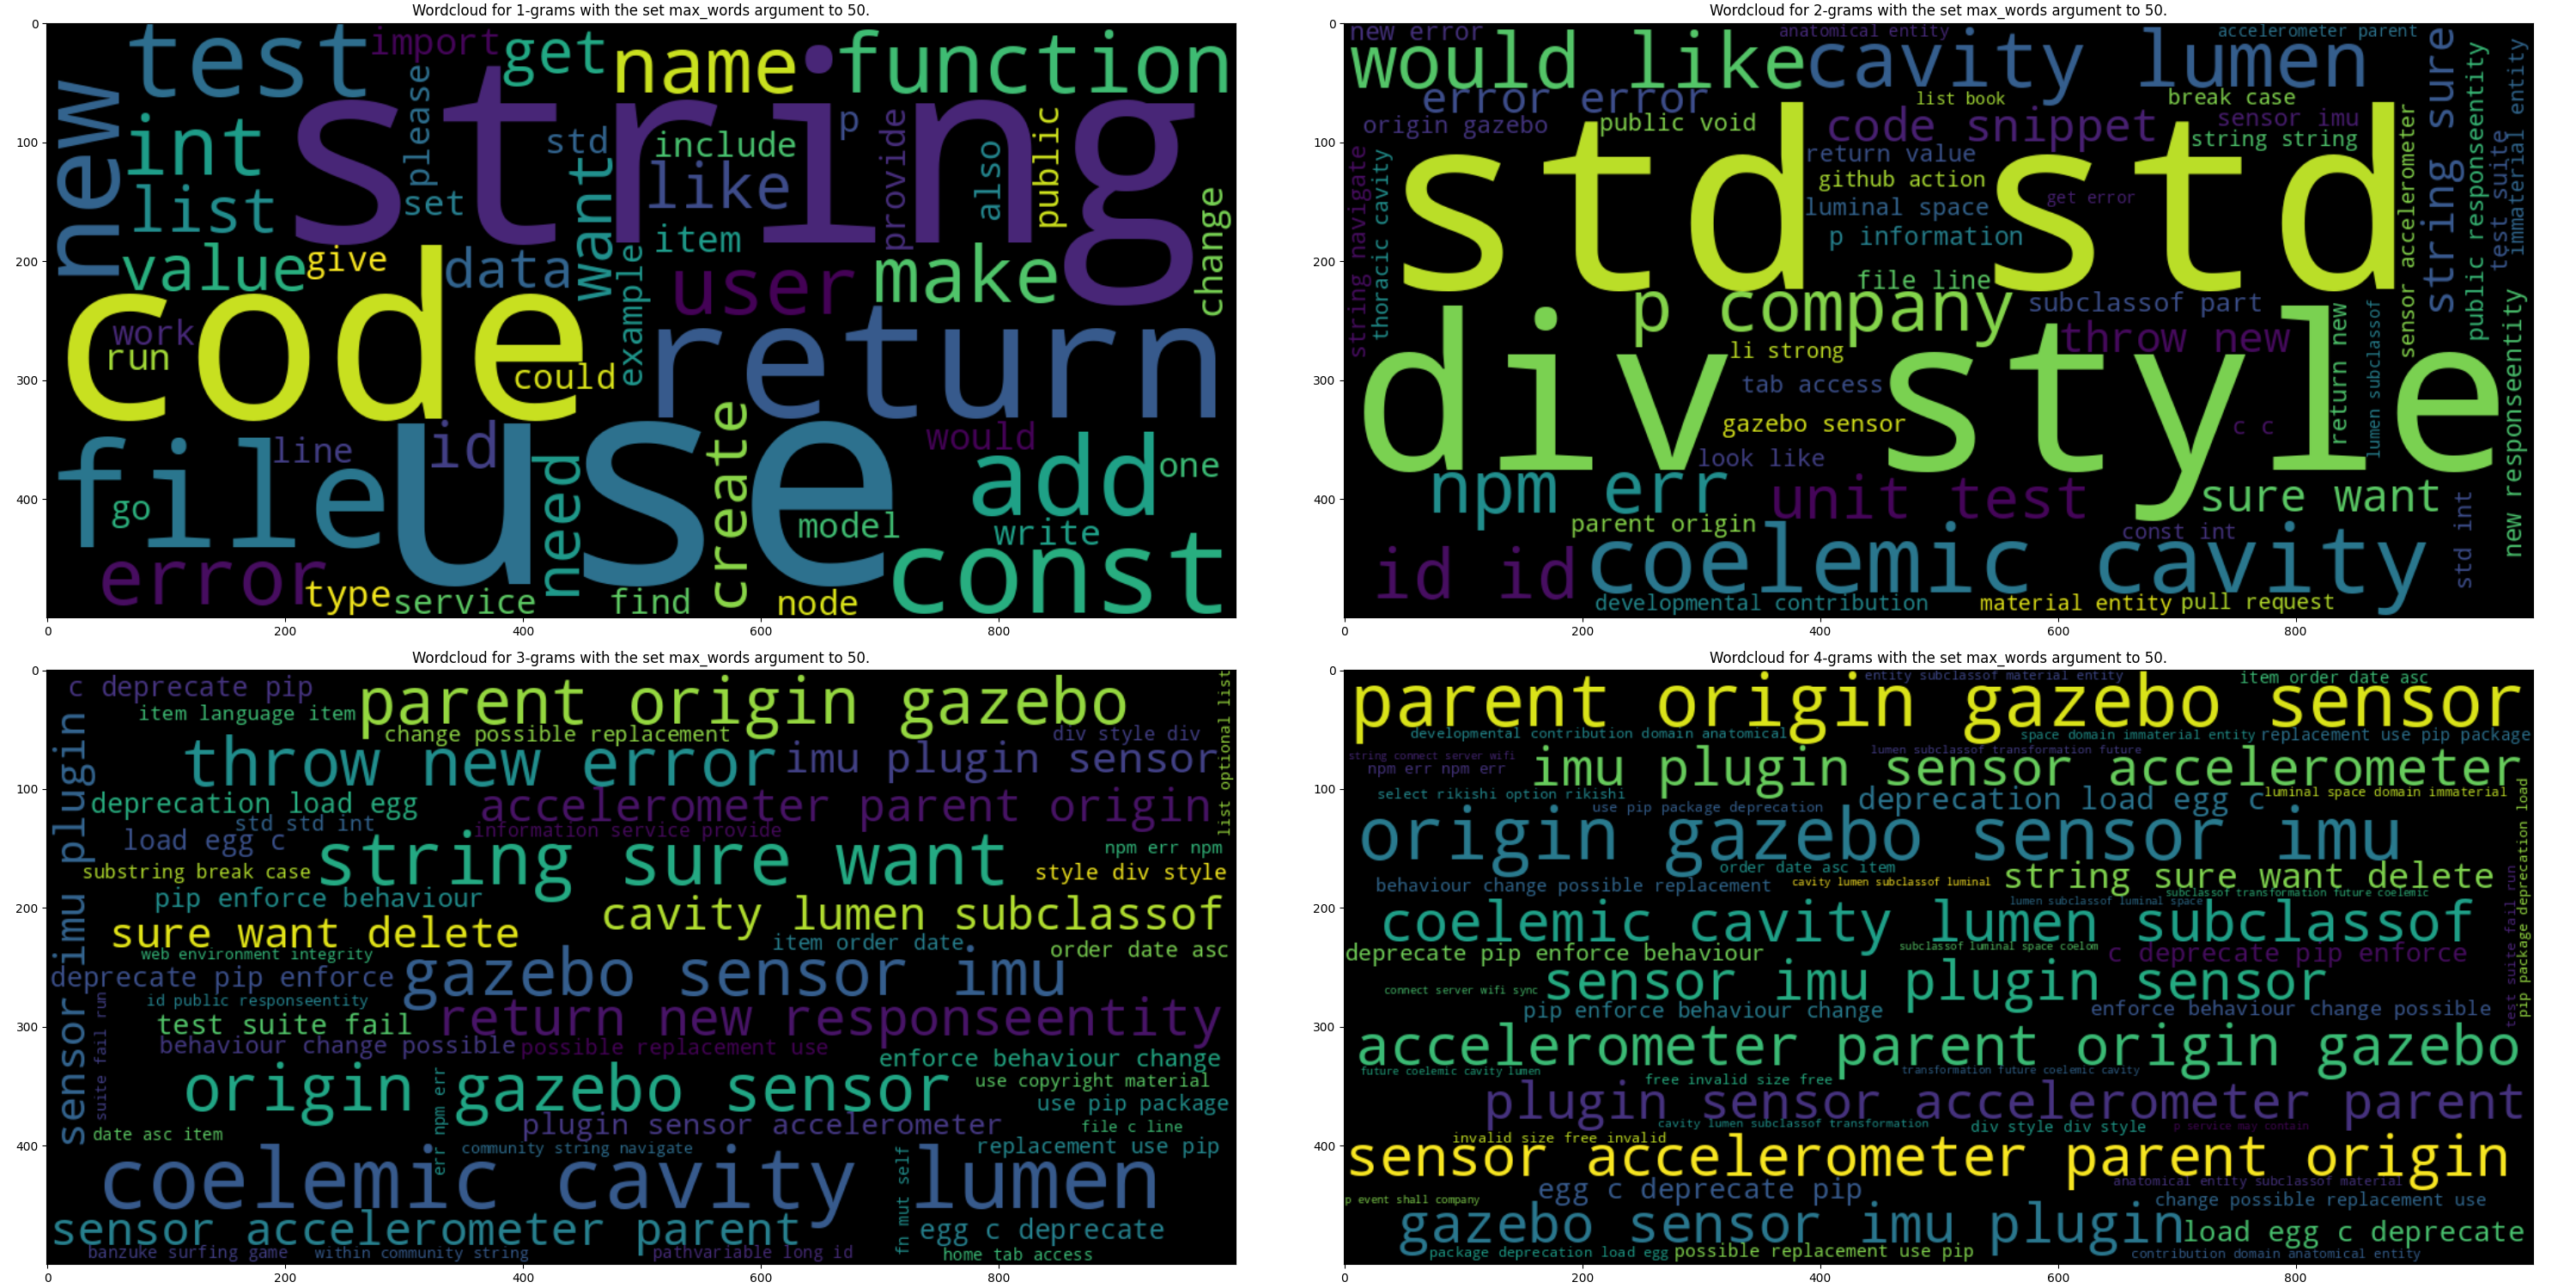 Wordcloud for 1-grams with the set max_words argument to 50.
test
import
get
name
function
new
please
string
int
std
include
p
provide
also
public
list
set
want
like
item
change
value
give
data
example
user
make
code
work
run
could
return
file
line
id
use
need
create
would
add
one
go
model
write
error
type
service
find
node
const
0
100
200
300
400
0
200
400
600
800
Wordcloud for 2-grams with the set max_words argument to 50.
new error
anatomical entity
accelerometer parent
would like
cavity lumen
error error
list book
break case
origin gazebo
public void
code snippet
sensor imu
string string
return value
github action
get error
luminal space
p information
std std
string navigate
thoracic cavity
string sure
sensor accelerometer
public responseentity
test suite
immaterial entity
file line
p company
subclassof part
throw new
li strong
tab access
gazebo sensor
look like
div style
c c
return new
lumen subclassof
new responseentity
npm err
unit test
sure want
parent origin
const int
std int
id id
coelemic cavity
developmental contribution
material entity
pull request
0
100
200
300
400
0
200
400
600
800
Wordcloud for 3-grams with the set max_words argument to 50.
c deprecate pip
item language item
parent origin gazebo
change possible replacement
div style div
list optional list
throw new error
imu plugin sensor
deprecation load egg
accelerometer parent origin
std std int
information service provide
load egg c
string sure want
npm err npm
substring break case
style div style
pip enforce behaviour
sensor imu plugin
cavity lumen subclassof
sure want delete
item order date
order date asc
web environment integrity
deprecate pip enforce
gazebo sensor imu
id public responseentity
test suite fail
return new responseentity
suite fail run
behaviour change possible
possible replacement use
enforce behaviour change
origin gazebo sensor
use copyright material
use pip package
err npm err
plugin sensor accelerometer
file c line
date asc item
community string navigate
replacement use pip
coelemic cavity lumen
fn mut self
sensor accelerometer parent
egg c deprecate
banzuke surfing game
within community string
pathvariable long id
home tab access
0
100
200
300
400
0
200
400
600
800
Wordcloud for 4-grams with the set max_words argument to 50.
entity subclassof material entity
item order date asc
parent origin gazebo sensor
developmental contribution domain anatomical
space domain immaterial entity
replacement use pip package
string connect server wifi
lumen subclassof transformation future
npm err npm err
imu plugin sensor accelerometer
select rikishi option rikishi
use pip package deprecation
deprecation load egg c
luminal space domain immaterial
origin gazebo sensor imu
order date asc item
behaviour change possible replacement
cavity lumen subclassof luminal
string sure want delete
subclassof transformation future coelemic
lumen subclassof luminal space
coelemic cavity lumen subclassof
subclassof luminal space coelom
deprecate pip enforce behaviour
c deprecate pip enforce
test suite fail run
pip package deprecation load
connect server wifi sync
sensor imu plugin sensor
pip enforce behaviour change
enforce behaviour change possible
accelerometer parent origin gazebo
future coelemic cavity lumen
free invalid size free
transformation future coelemic cavity
plugin sensor accelerometer parent
cavity lumen subclassof transformation
div style div style
p service may contain
invalid size free invalid
sensor accelerometer parent origin
anatomical entity subclassof material
egg c deprecate pip
p event shall company
change possible replacement use
gazebo sensor imu plugin
load egg c deprecate
package deprecation load egg
possible replacement use pip
contribution domain anatomical entity
0
100
200
300
400
0
200
400
600
800